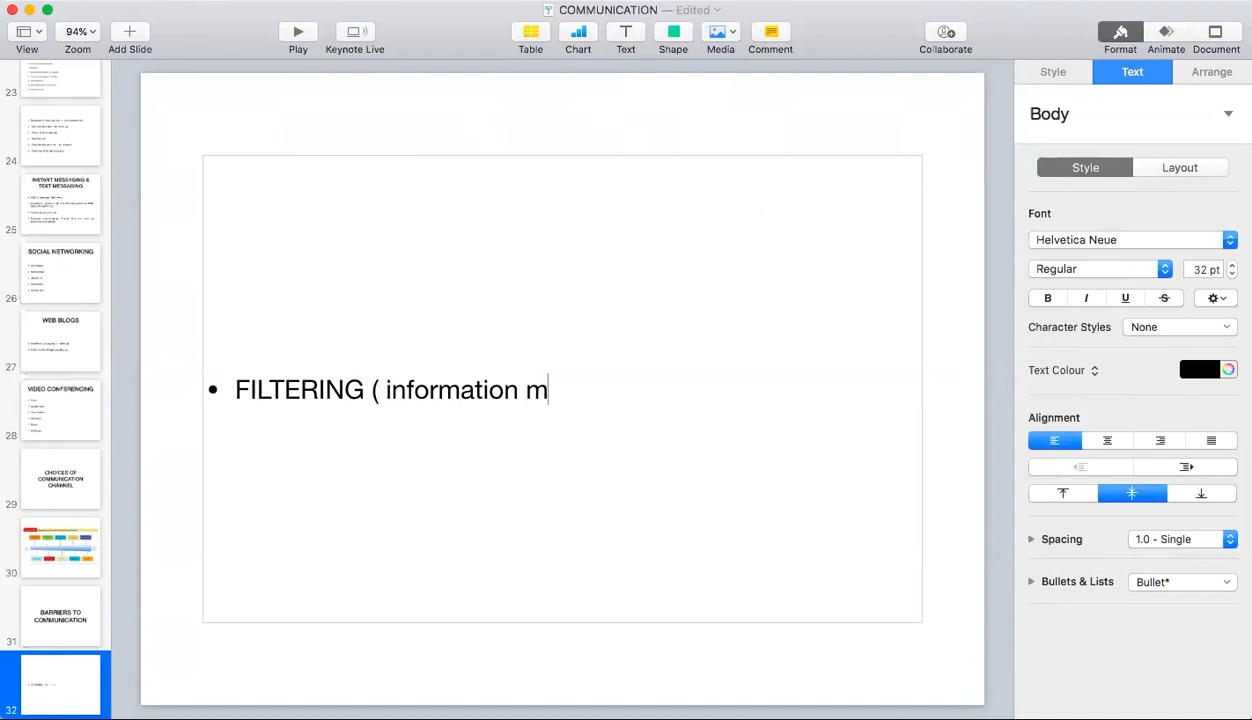 COMMUNICATION — Edited
94%
View
Zoom
Add Slide
Play
Keynote Live
Table
Chart
Text
Shape
Media
Comment
Collaborate
Format
Animate
Document
23
24
INSTANT MESSAGING &
TEXT MESSAGING
25
SOCIAL NETWORKING
26
WEB BLOGS
27
VIDEO CONFERENCING
28
CHOICES OF
COMMUNICATION
CHANNEL
29
30
BARRIERS TO
COMMUNICATION
31
32
• FILTERING ( information m
Style
Text
Arrange
Body
Style
Layout
Font
Helvetica Neue
Regular
32 pt
B I U S
Character Styles
None
Text Colour
Alignment
Spacing
1.0 - Single
Bullets & Lists
Bullet*